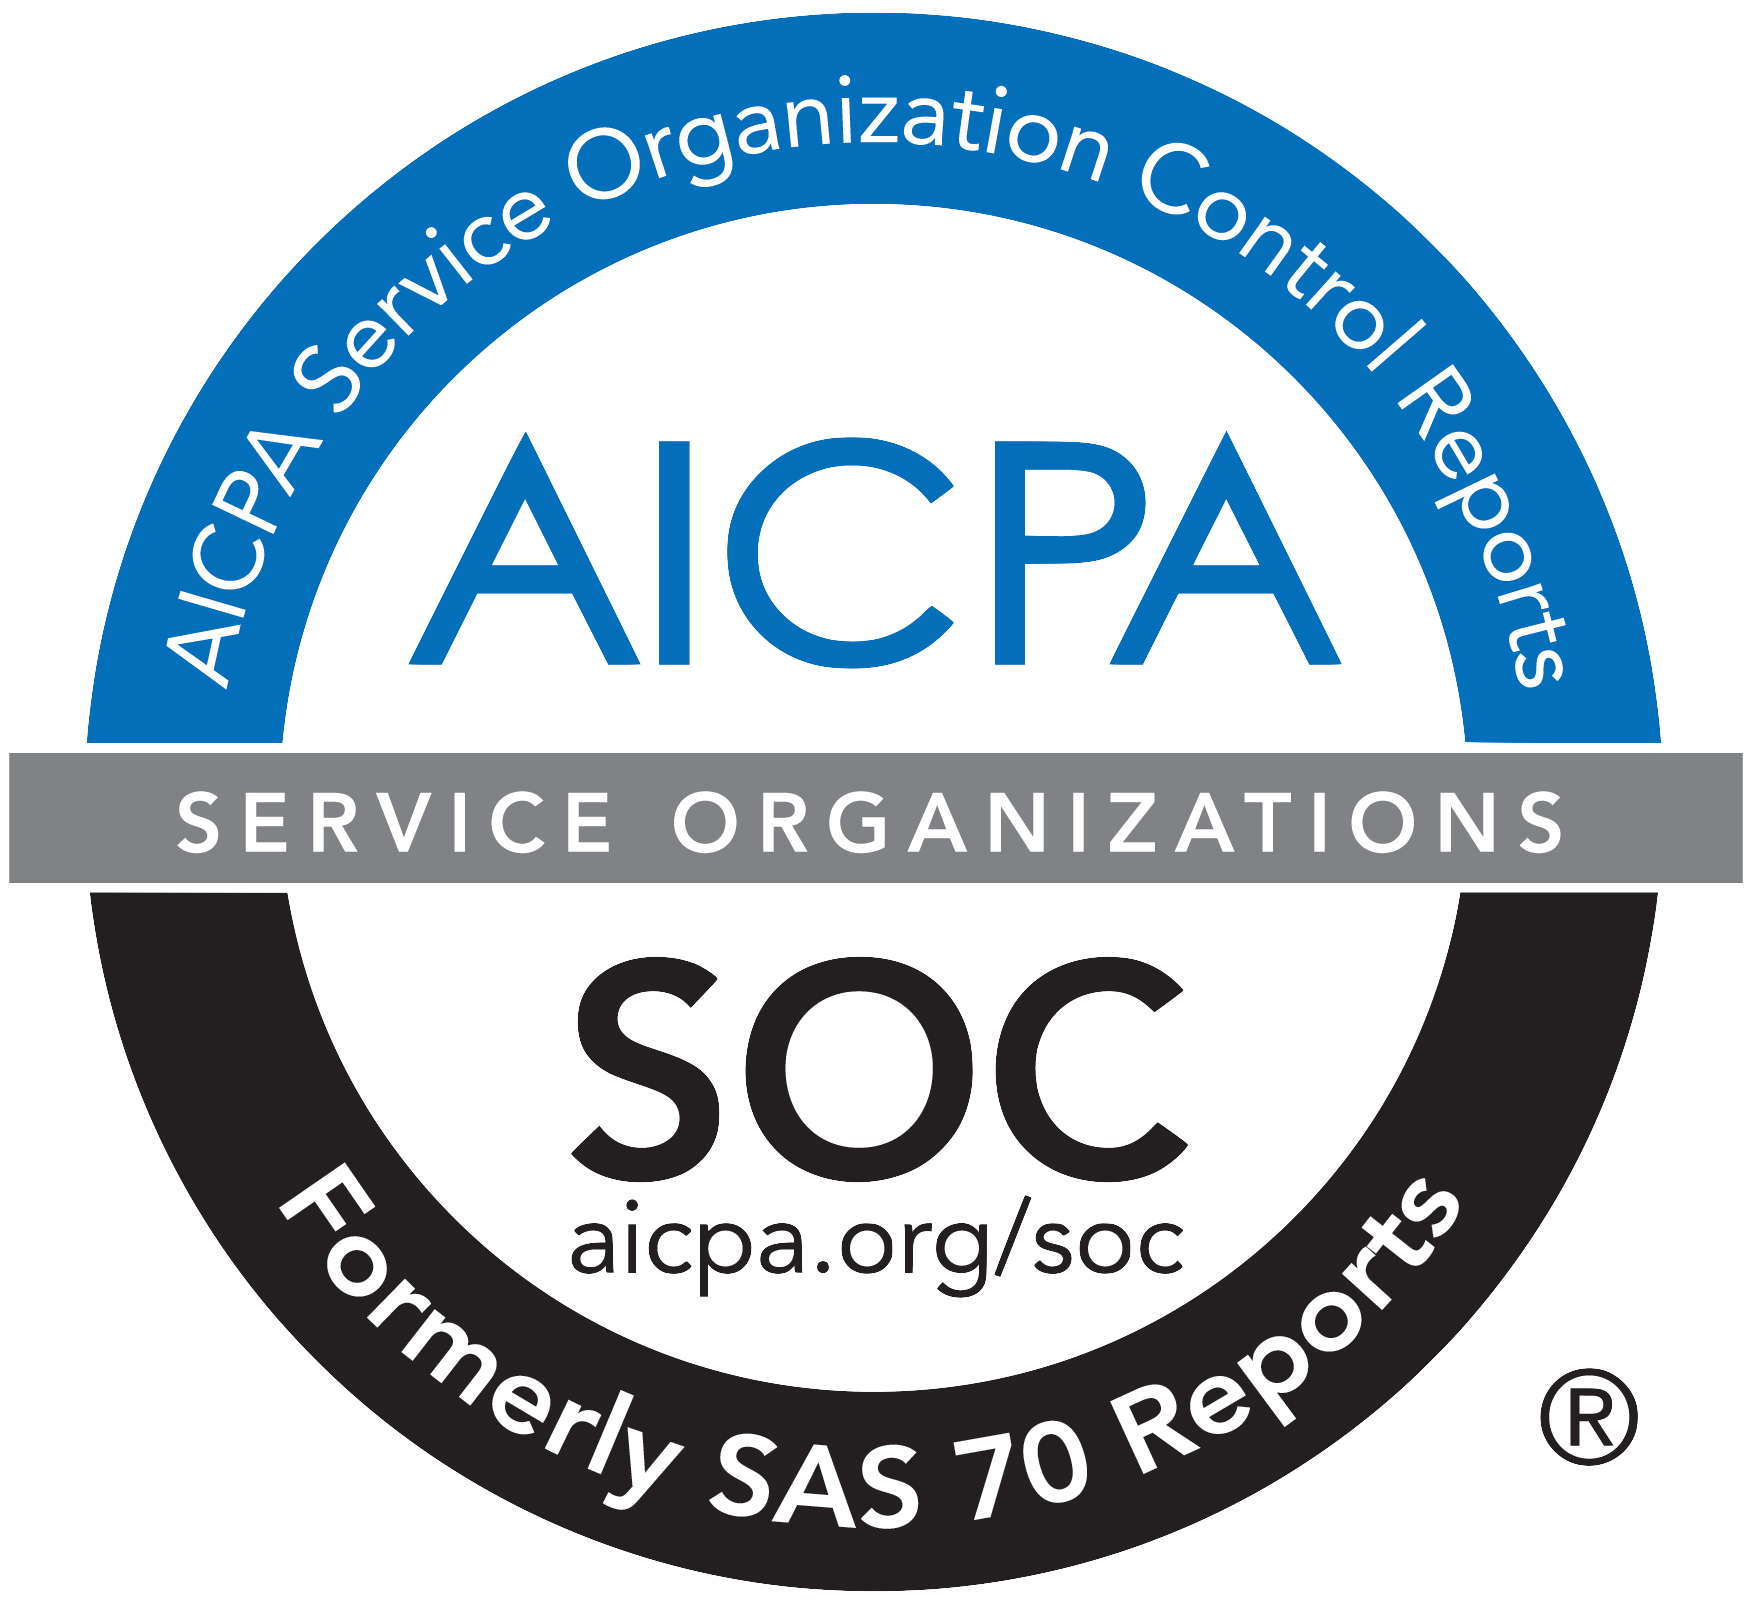 AICPA Service Organization Control Reports
AICPA
SERVICE ORGANIZATIONS
SOC
aicpa.org/soc
Formerly SAS 70 Reports
®